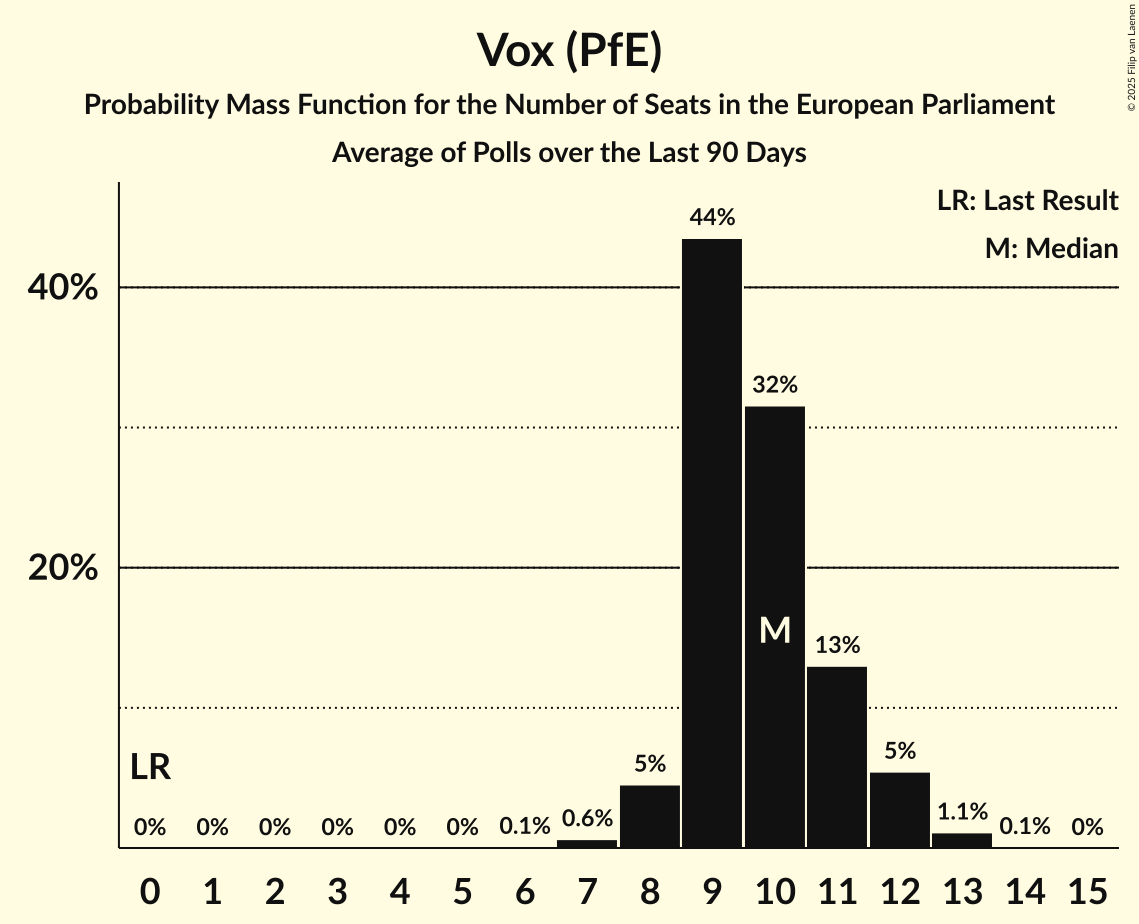 Vox (PfE)
Probability Mass Function for the Number of Seats in the European Parliament
Average of Polls over the Last 90 Days
© 2025 Filip van Laenen
LR: Last Result
M: Median
44%
40%
32%
20%
M
13%
LR
5%
5%
0%
0%
0%
0%
0%
0%
0.1%
0.6%
1.1%
0.1%
0%
0 1 2 3 4 5 6 7 8 9 10 11 12 13 14 15